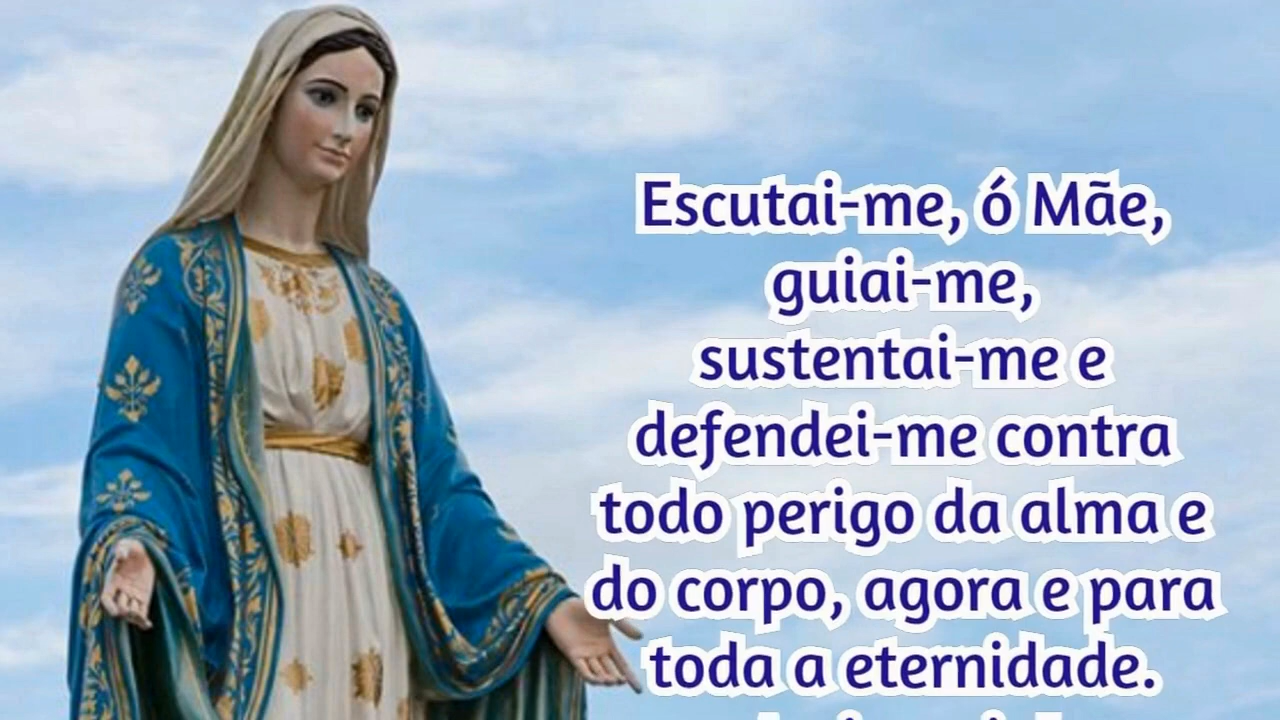 Escutai-me, ó Mãe,
guiai-me,
sustentai-me e
defendei-me contra
todo perigo da alma e
do corpo, agora e para
toda a eternidade.